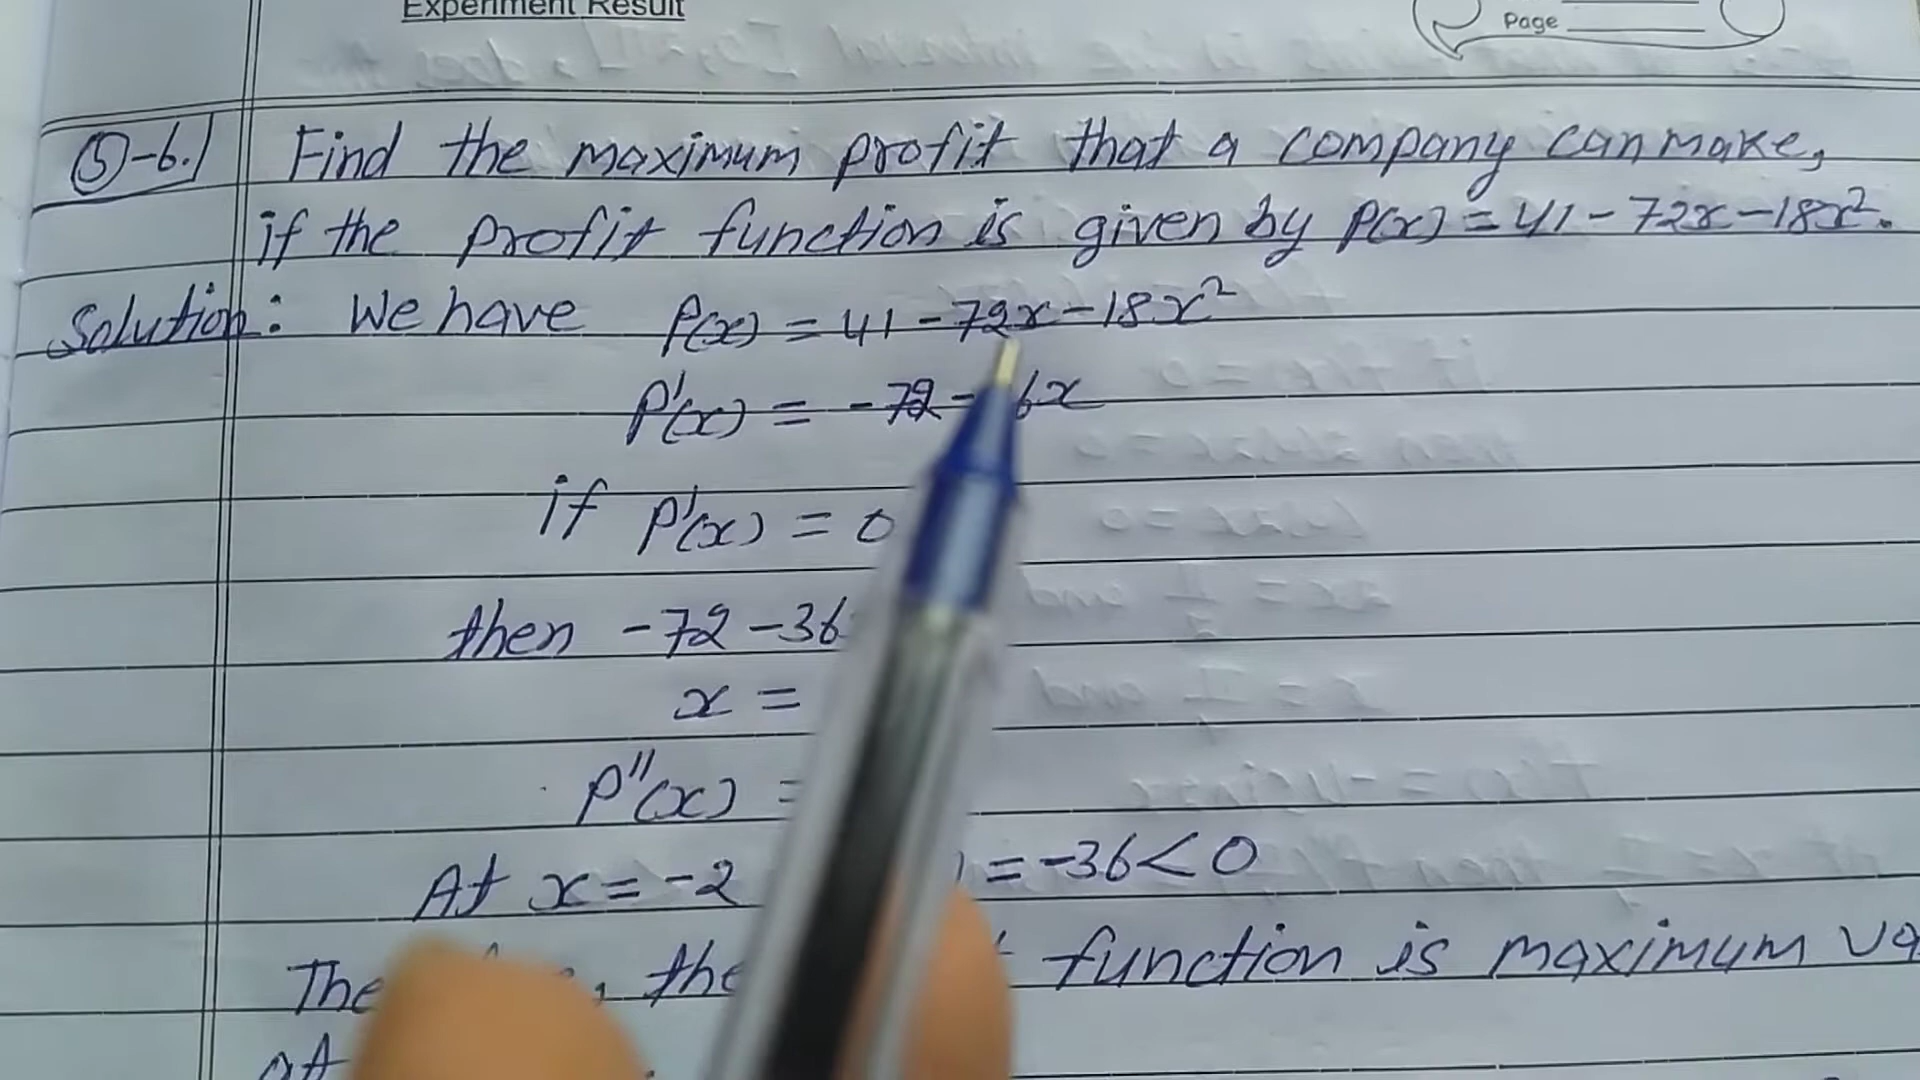 Experiment Result
Page
⑤-6.) Find the maximum profit that a company can make,
if the profit function is given by P(x) = 41 - 72x - 18x².
Solution: We have P(x) = 41 - 72x - 18x²
P'(x) = -72 - 6x
if P'(x) = 0
then -72 - 36
x =
P''(x) =
At x = -2 ) = -36 < 0
the function is maximum
at